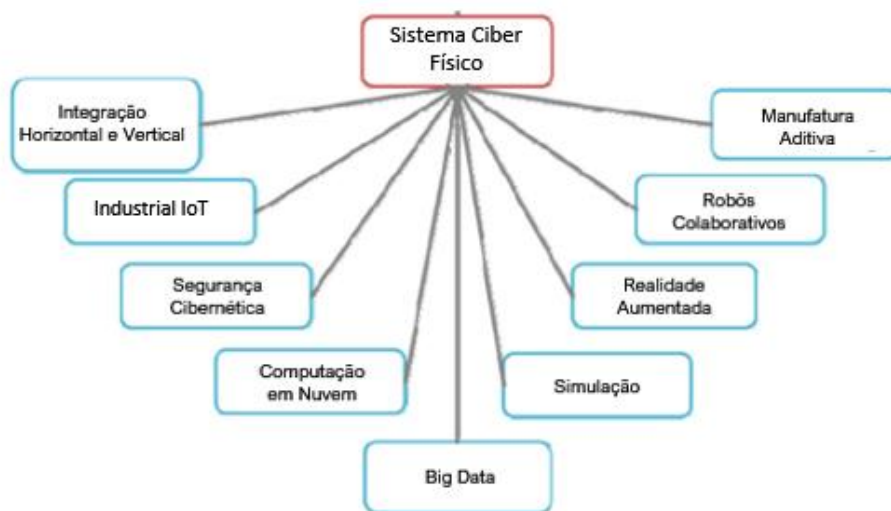 Sistema Ciber
Físico
Integração
Horizontal e Vertical
Manufatura
Aditiva
Industrial IoT
Robôs
Colaborativos
Segurança
Cibernética
Realidade
Aumentada
Computação
em Nuvem
Simulação
Big Data